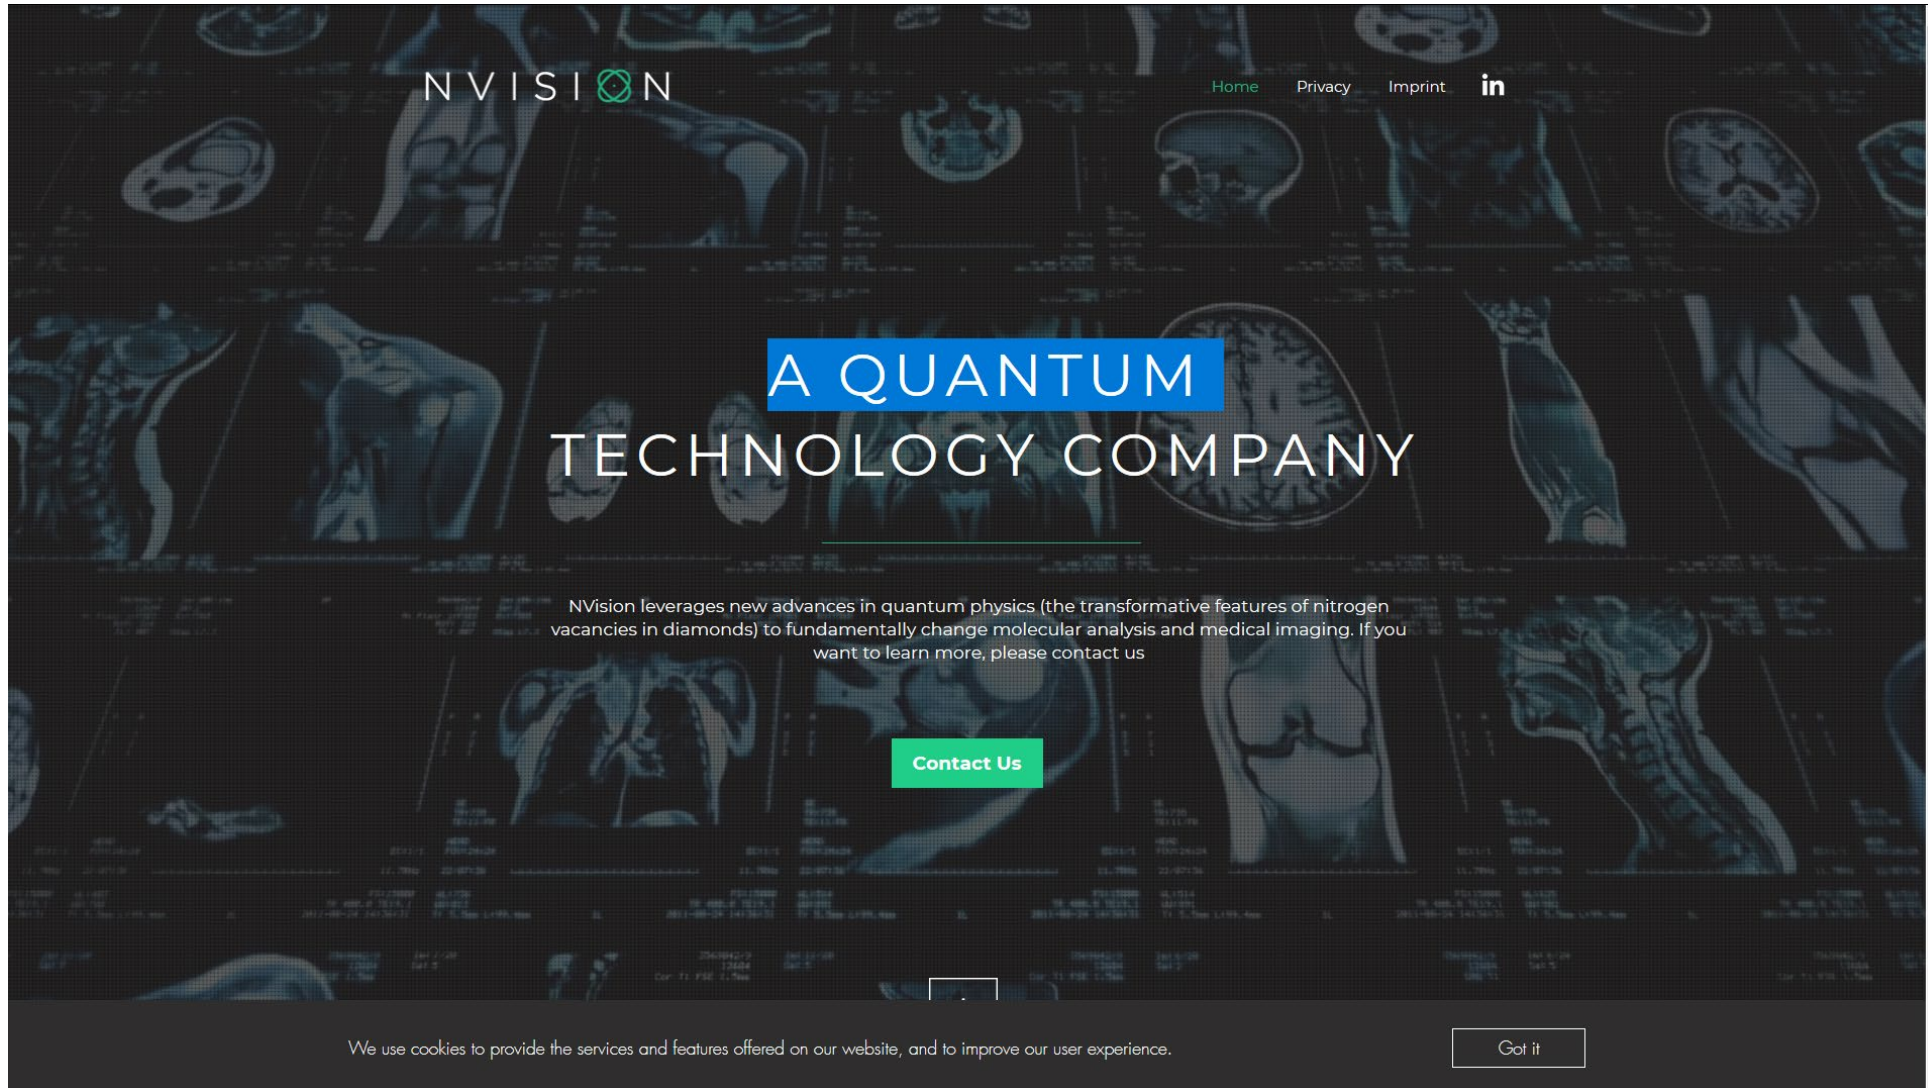 NVISION
Home
Privacy
Imprint
in
A QUANTUM
TECHNOLOGY COMPANY
NVision leverages new advances in quantum physics (the transformative features of nitrogen
vacancies in diamonds) to fundamentally change molecular analysis and medical imaging. If you
want to learn more, please contact us
Contact Us
We use cookies to provide the services and features offered on our website, and to improve our user experience.
Got it